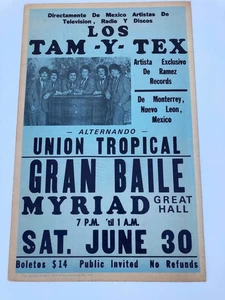 Directamente De Mexico Artistas De
Television, Radio Y Discos
LOS
TAM -Y- TEX
Artista Exclusivo
De Ramez
Records
De Monterrey,
Nuevo Leon,
Mexico
- ALTERNANDO -
UNION TROPICAL
GRAN BAILE
MYRIAD GREAT HALL
7 P.M. 'til 1 A.M.
SAT. JUNE 30
Boletos $14 Public Invited No Refunds